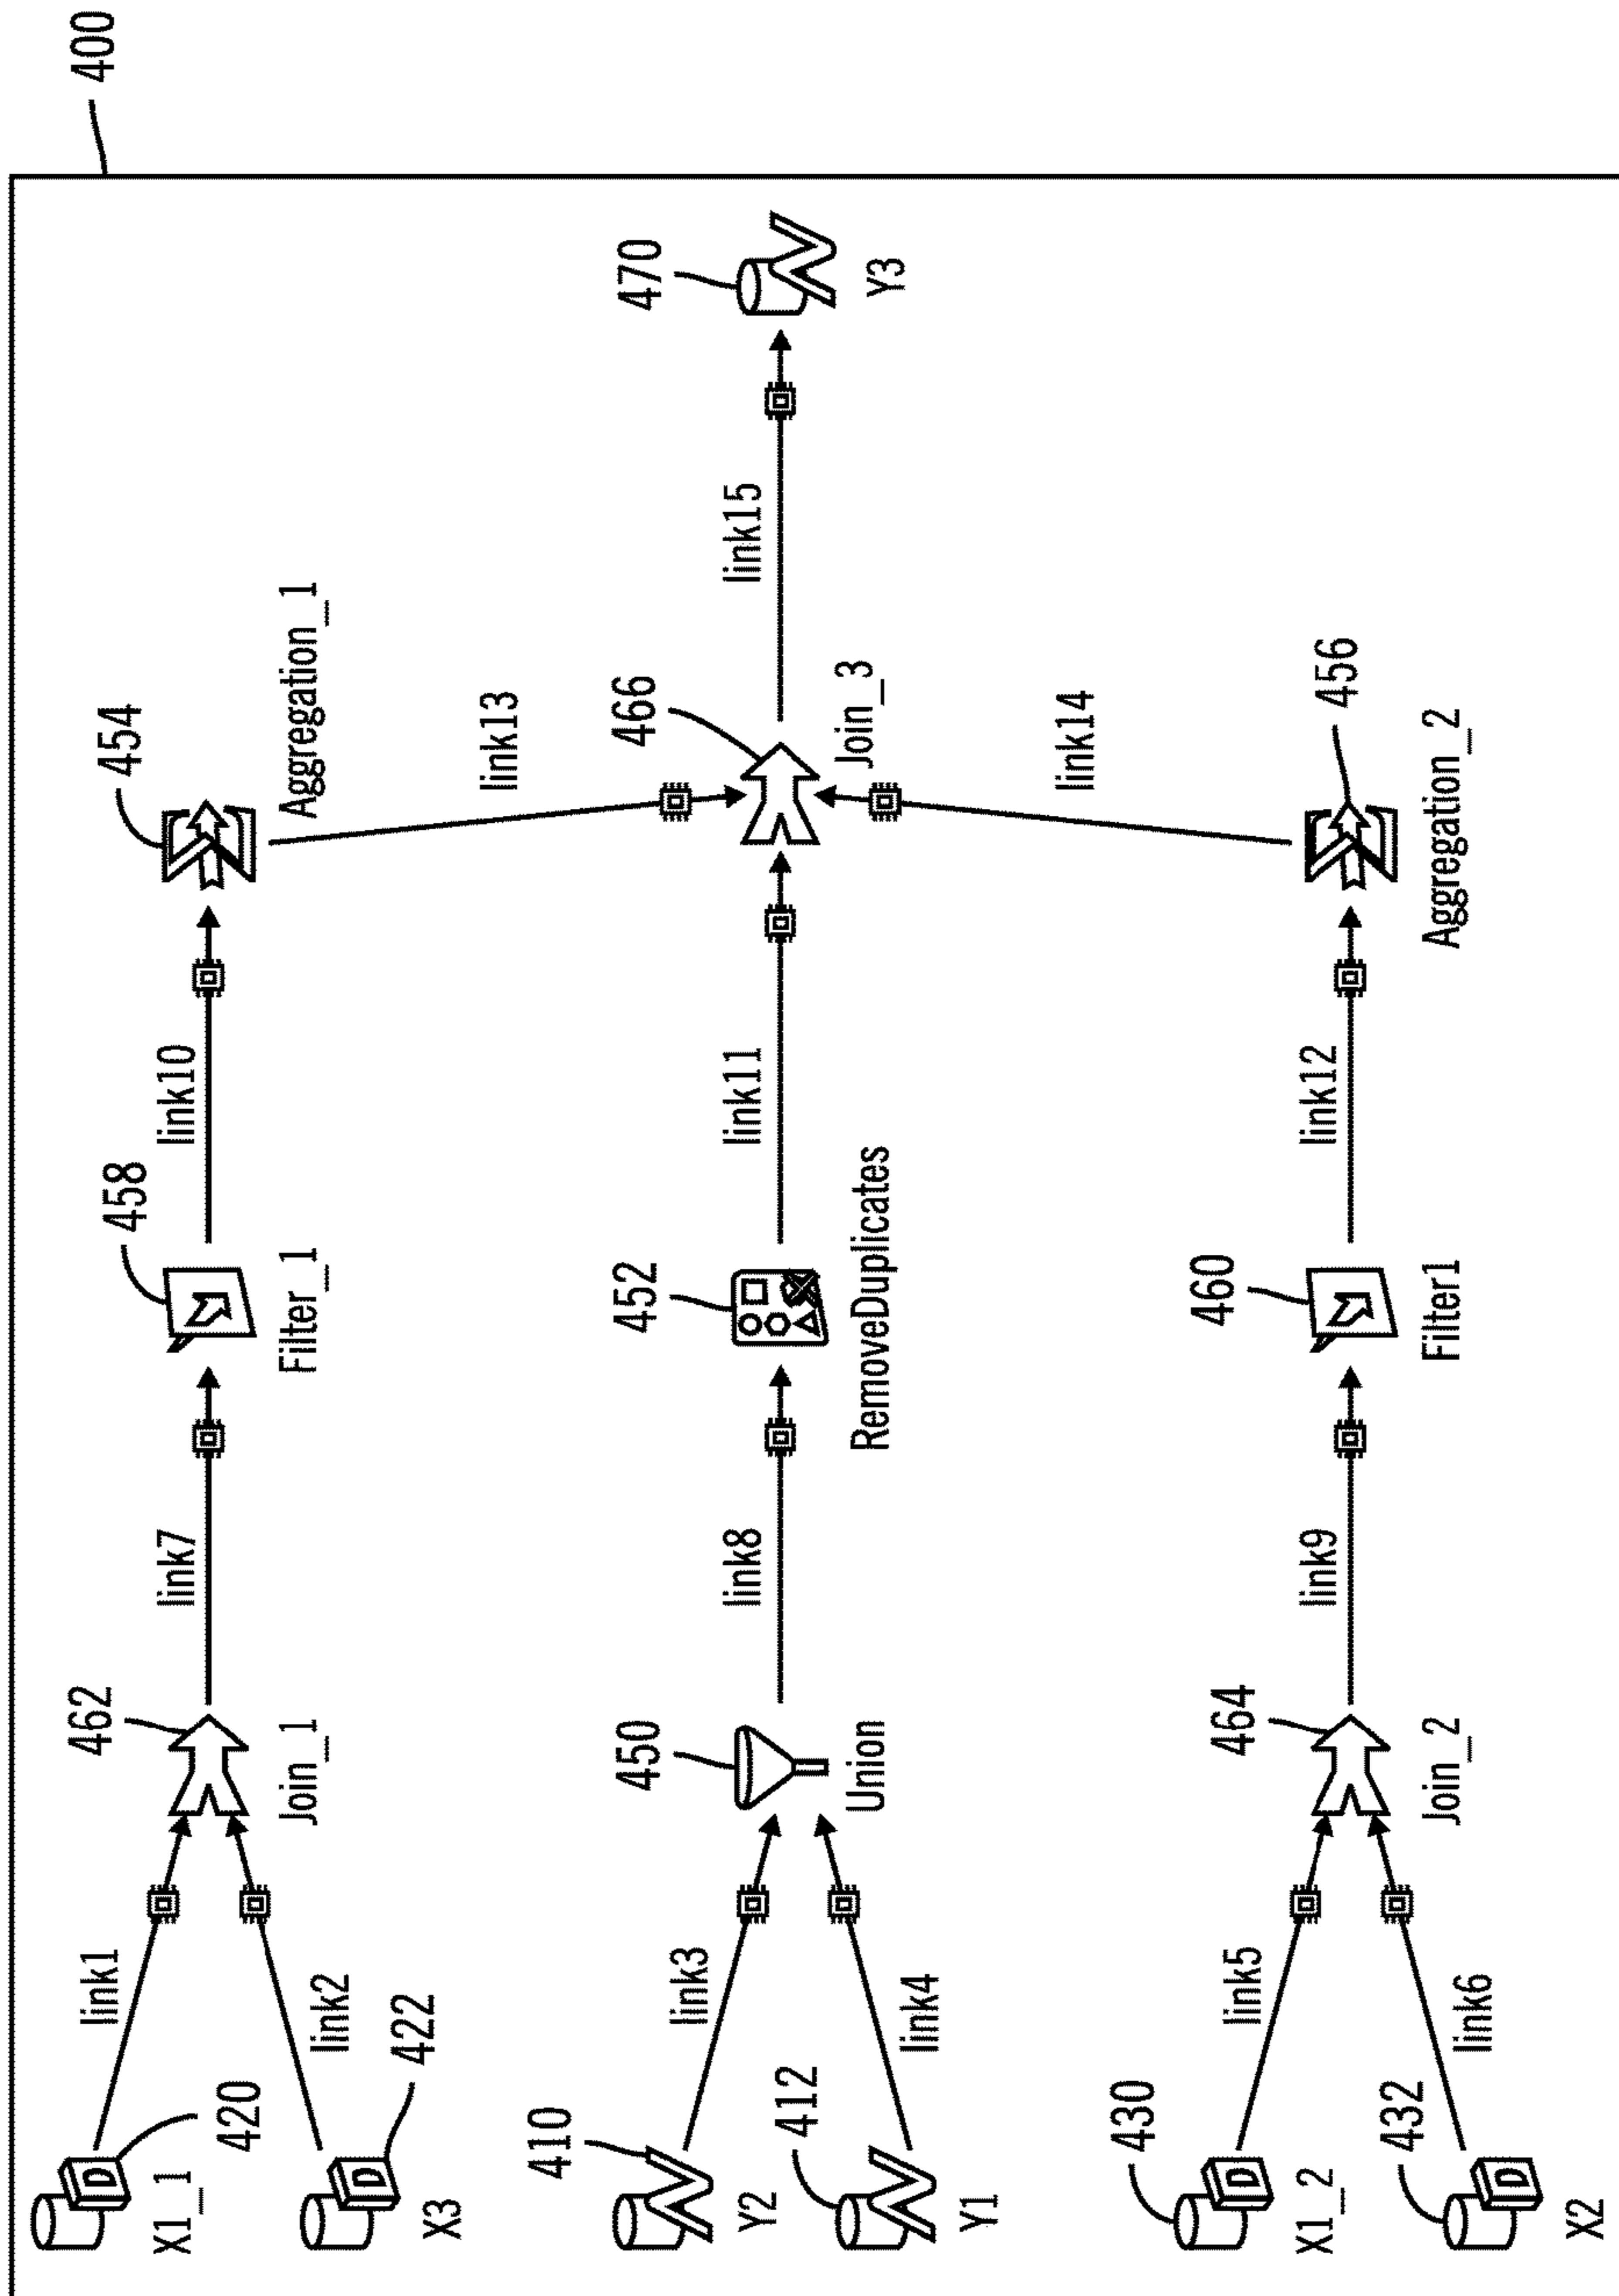 400
420
X1_1
link1
422
X3
link2
462
Join_1
link7
458
Filter_1
link10
454
Aggregation_1
link13
410
Y2
link3
412
Y1
link4
450
Union
link8
452
RemoveDuplicates
link11
466
Join_3
link15
470
Y3
430
X1_2
link5
432
X2
link6
464
Join_2
link9
460
Filter1
link12
456
Aggregation_2
link14
D
D
D
D